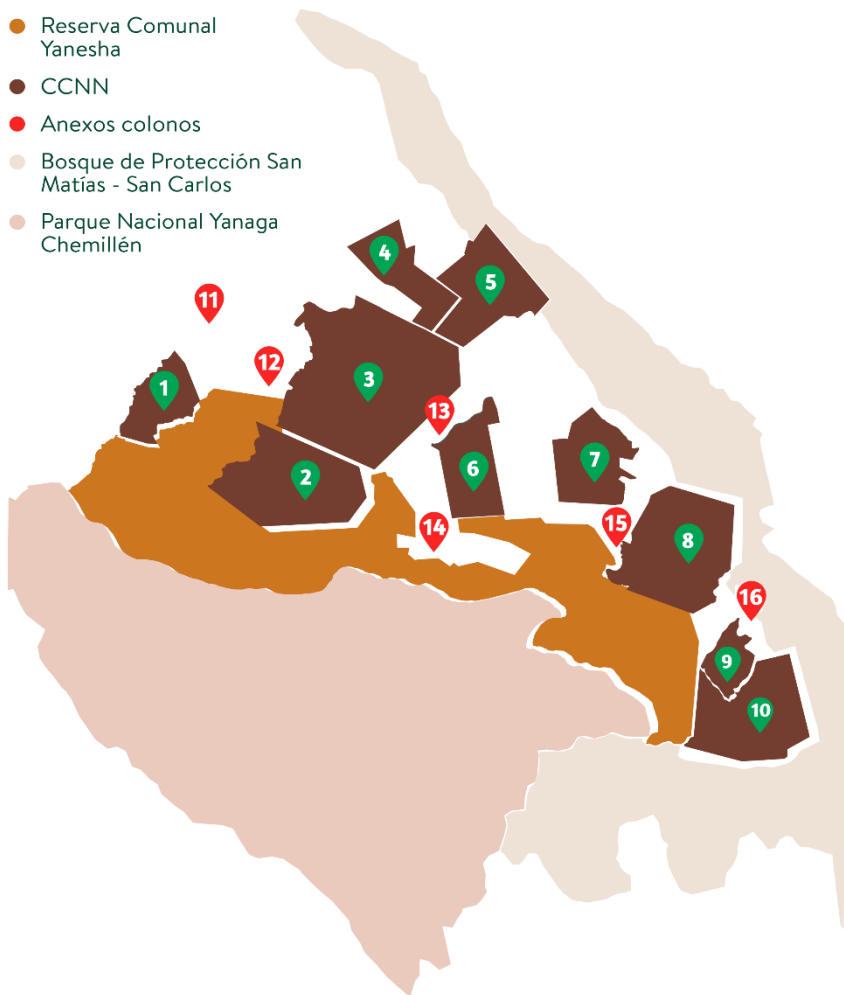 Reserva Comunal
Yanesha
CCNN
Anexos colonos
Bosque de Protección San
Matías - San Carlos
Parque Nacional Yanaga
Chemillén
4
5
11
12
3
1
13
7
6
2
14
15
8
16
9
10